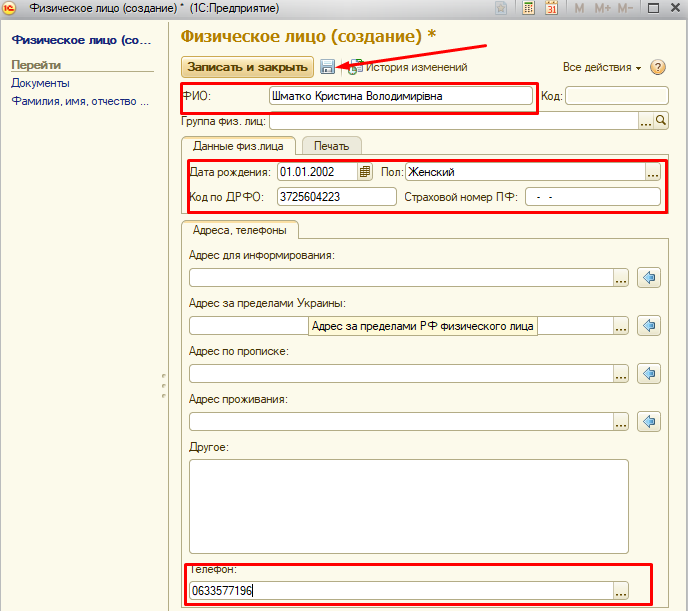 Физическое лицо (создание) * (1С:Предприятие)
M M+ M-
Физическое лицо (со...
Перейти
Документы
Фамилия, имя, отчество ...
Физическое лицо (создание) *
Записать и закрыть История изменений Все действия ?
ФИО: Шматко Кристина Володимирівна Код:
Группа физ. лиц: ...
Данные физ.лица Печать
Дата рождения: 01.01.2002 Пол: Женский ...
Код по ДРФО: 3725604223 Страховой номер ПФ: - -
Адреса, телефоны
Адрес для информирования:
...
Адрес за пределами Украины:
Адрес за пределами РФ физического лица ...
Адрес по прописке:
...
Адрес проживания:
...
Другое:
Телефон:
0633577196 ...